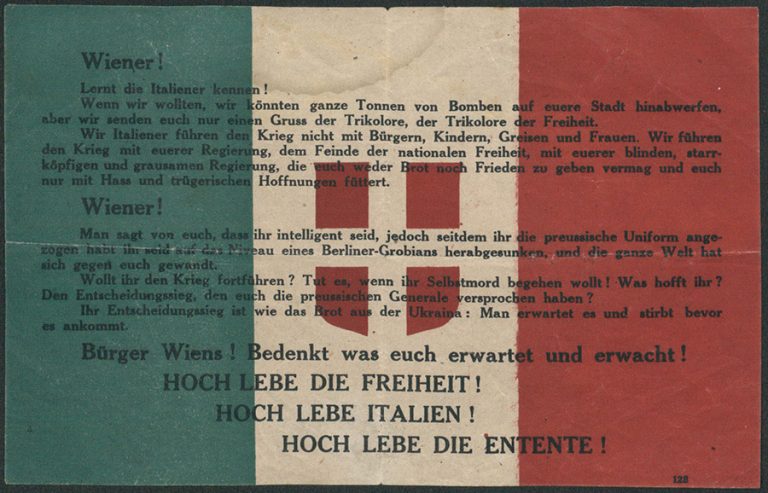 Wiener !
Lernt die Italiener kennen !
Wenn wir wollten, wir könnten ganze Tonnen von Bomben auf euere Stadt hinabwerfen,
aber wir senden euch nur einen Gruss der Trikolore, der Trikolore der Freiheit.
Wir Italiener führen den Krieg nicht mit Bürgern, Kindern, Greisen und Frauen. Wir führen
den Krieg mit euerer Regierung, dem Feinde der nationalen Freiheit, mit euerer blinden, starr-
köpfigen und grausamen Regierung, die euch weder Brot noch Frieden zu geben vermag und euch
nur mit Hass und trügerischen Hoffnungen füttert.
Wiener !
Man sagt von euch, dass ihr intelligent seid, jedoch seitdem ihr die preussische Uniform ange-
zogen habt ihr seid auf das Niveau eines Berliner-Grobians herabgesunken, und die ganze Welt hat
sich gegen euch gewandt.
Wollt ihr den Krieg fortführen ? Tut es, wenn ihr Selbstmord begehen wollt ! Was hofft ihr ?
Den Entscheidungssieg, den euch die preussischen Generale versprochen haben ?
Ihr Entscheidungssieg ist wie das Brot aus der Ukraina : Man erwartet es und stirbt bevor
es ankommt.
Bürger Wiens ! Bedenkt was euch erwartet und erwacht !
HOCH LEBE DIE FREIHEIT !
HOCH LEBE ITALIEN !
HOCH LEBE DIE ENTENTE !
128